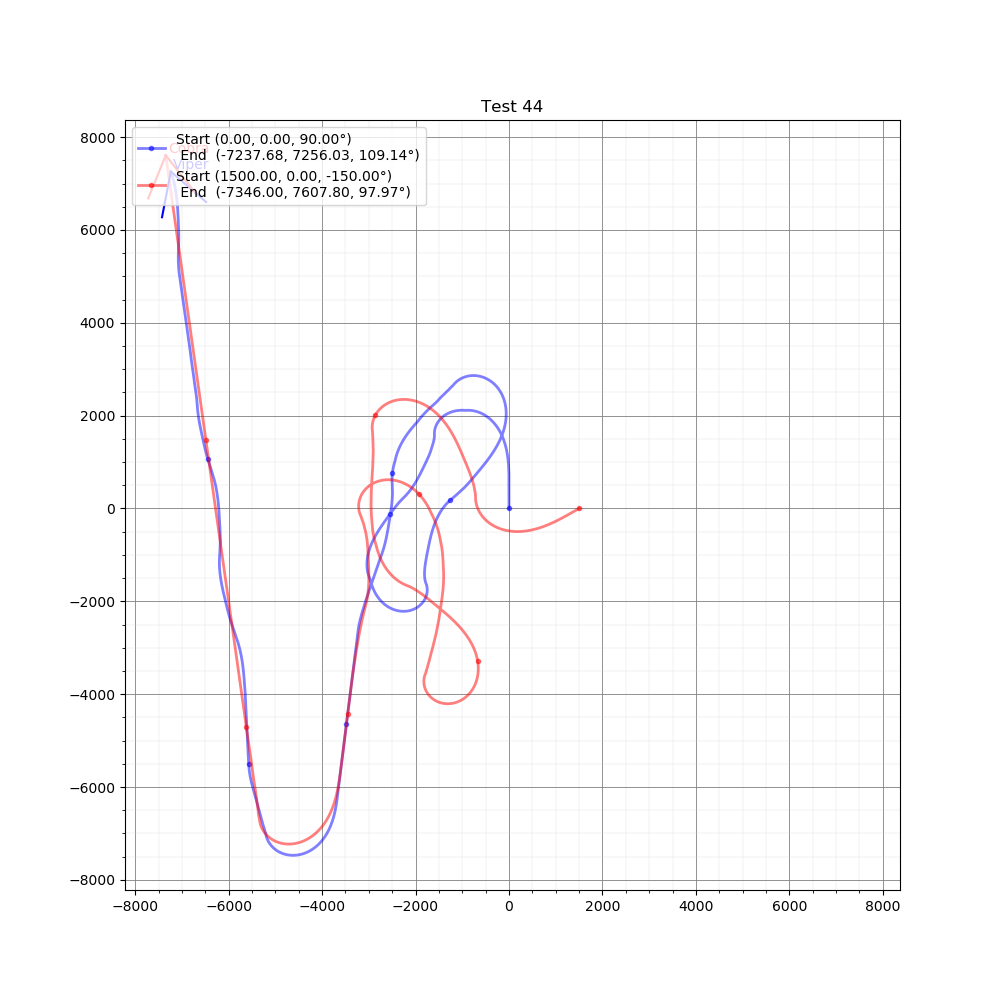 Test 44
Start (0.00, 0.00, 90.00°)
End (-7237.68, 7256.03, 109.14°)
Start (1500.00, 0.00, -150.00°)
End (-7346.00, 7607.80, 97.97°)
8000
6000
4000
2000
0
−2000
−4000
−6000
−8000
−8000 −6000 −4000 −2000 0 2000 4000 6000 8000